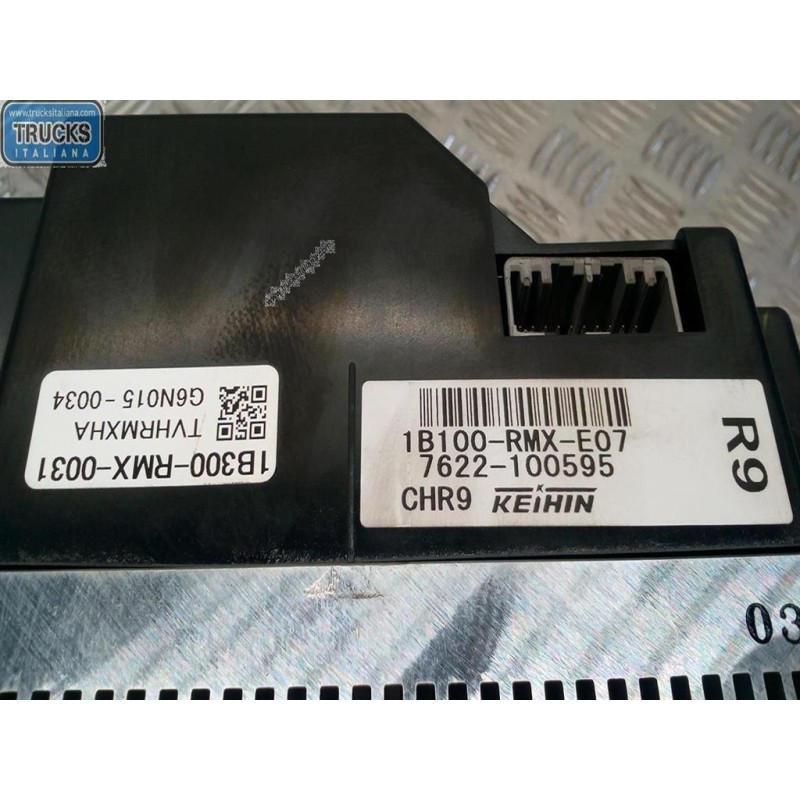 www.trucksitaliana.com
TRUCKS
ITALIANA
1B300-RMX-0031
TVHRMXHA
G6N015-0034
1B100-RMX-E07
7622-100595
CHR9 KEIHIN
R9
03